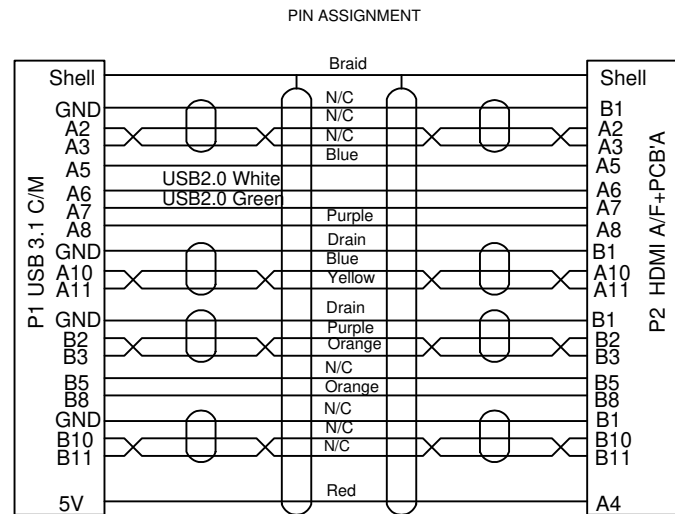 PIN ASSIGNMENT
Braid
Shell Shell
N/C
GND B1
N/C
A2 A2
N/C
A3 A3
Blue
A5 A5
USB2.0 White
A6 A6
USB2.0 Green
A7 A7
Purple
A8 A8
Drain
GND B1
Blue
A10 A10
Yellow
A11 A11
Drain
GND B1
Purple
B2 B2
Orange
B3 B3
N/C
B5 B5
Orange
B8 B8
N/C
GND B1
N/C
B10 B10
N/C
B11 B11
Red
5V A4
P1 USB 3.1 C/M
P2 HDMI A/F+PCB'A